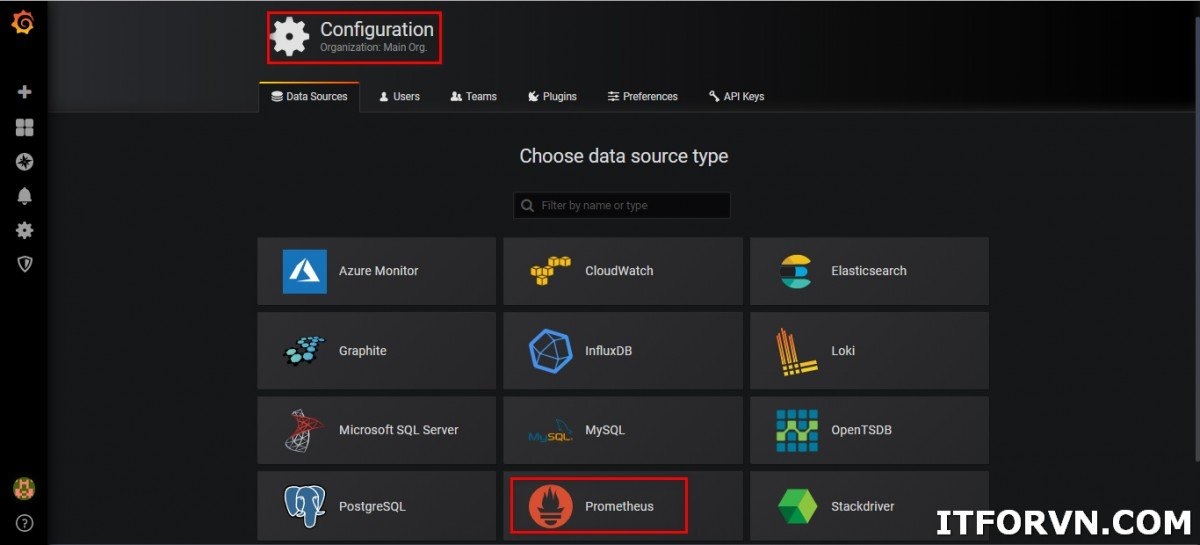 Configuration
Organization: Main Org.
Data Sources Users Teams Plugins Preferences API Keys
Choose data source type
Filter by name or type
Azure Monitor CloudWatch Elasticsearch
Graphite InfluxDB Loki
Microsoft SQL Server MySQL MySQL OpenTSDB
PostgreSQL Prometheus Stackdriver
ITFORVN.COM